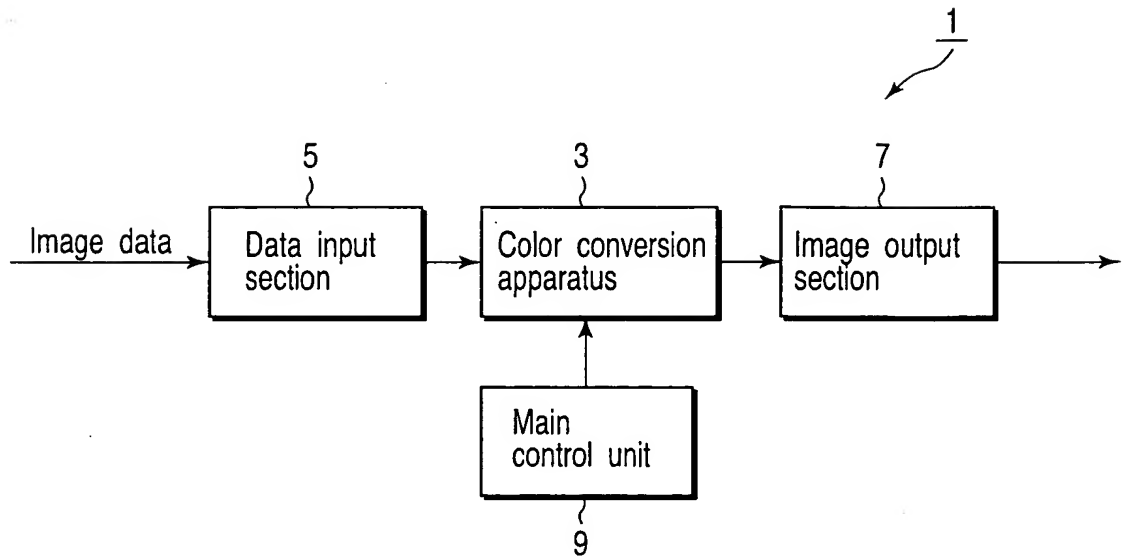 1
5
3
7
Image data
Data input
section
Color conversion
apparatus
Image output
section
Main
control unit
9